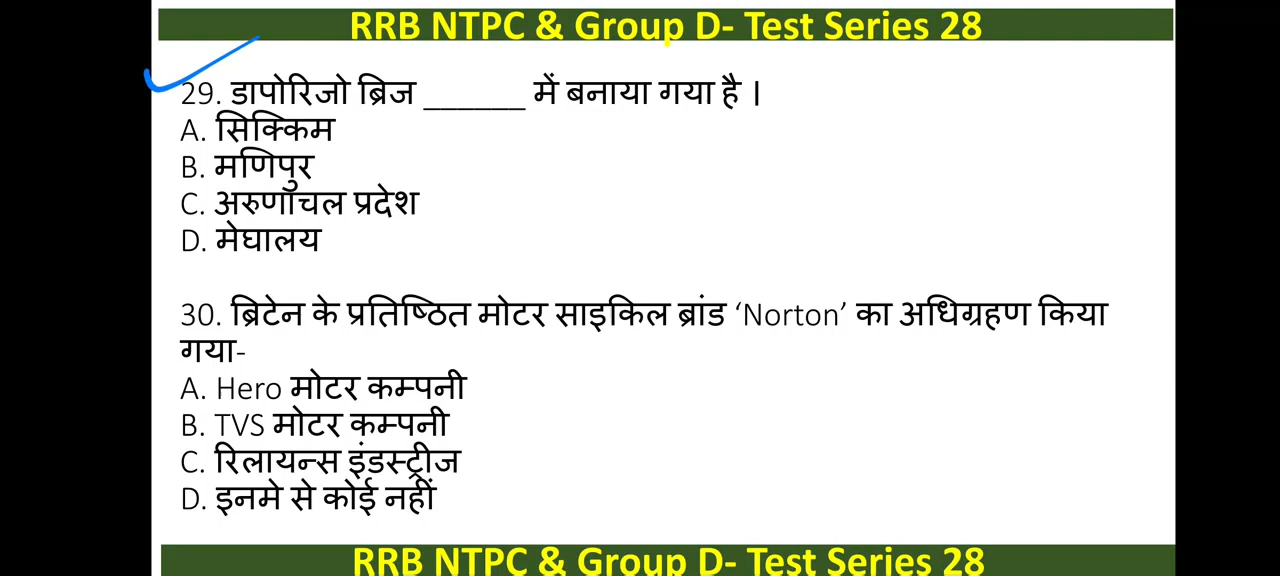 RRB NTPC & Group D- Test Series 28
29. डापोरिजो ब्रिज ______ में बनाया गया है ।
A. सिक्किम
B. मणिपुर
C. अरुणाचल प्रदेश
D. मेघालय
30. ब्रिटेन के प्रतिष्ठित मोटर साइकिल ब्रांड ‘Norton’ का अधिग्रहण किया
गया-
A. Hero मोटर कम्पनी
B. TVS मोटर कम्पनी
C. रिलायन्स इंडस्ट्रीज
D. इनमे से कोई नहीं
RRB NTPC & Group D- Test Series 28